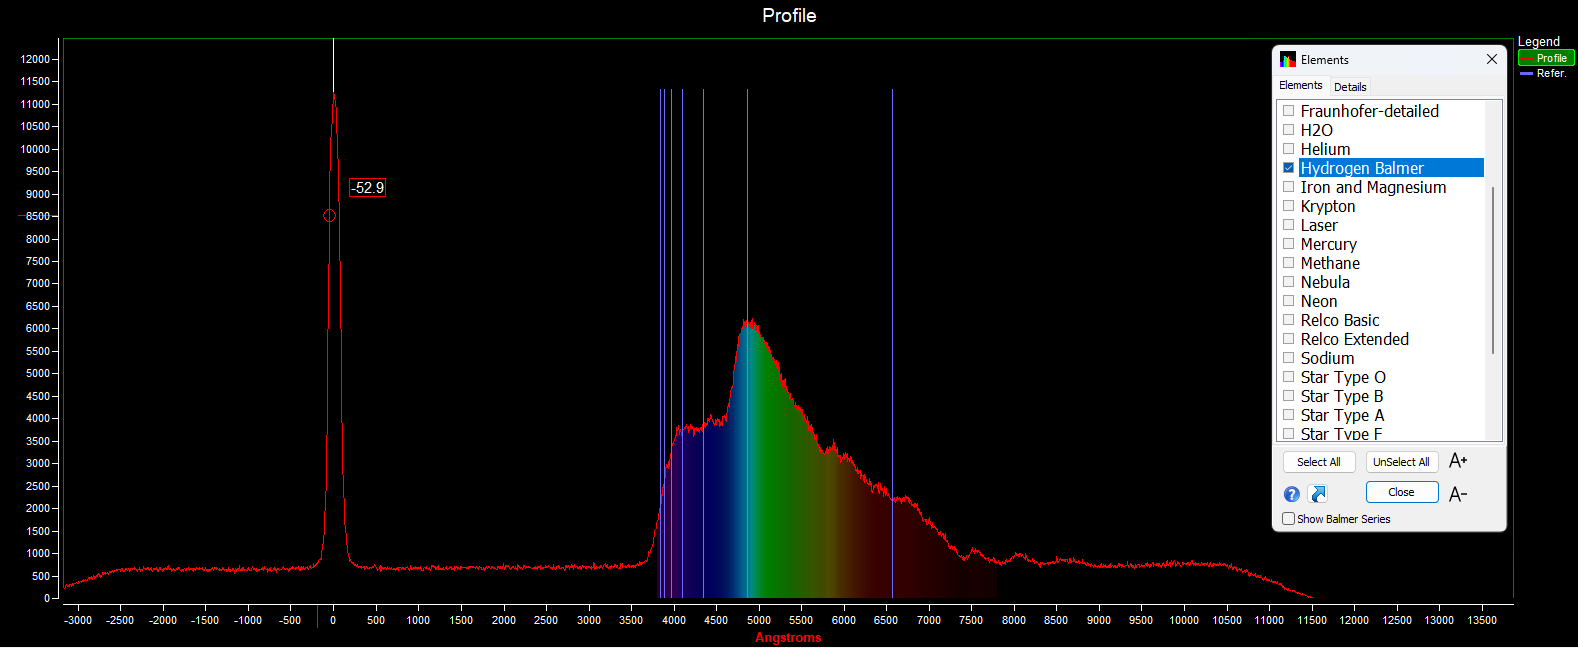 Profile
Legend
Profile
Refer.
12000
11500
11000
10500
10000
9500
9000
8500
8000
7500
7000
6500
6000
5500
5000
4500
4000
3500
3000
2500
2000
1500
1000
500
0
-52.9
-3000 -2500 -2000 -1500 -1000 -500 0 500 1000 1500 2000 2500 3000 3500 4000 4500 5000 5500 6000 6500 7000 7500 8000 8500 9000 9500 10000 10500 11000 11500 12000 12500 13000 13500
Angstroms
Elements
Elements Details
Fraunhofer-detailed
H2O
Helium
Hydrogen Balmer
Iron and Magnesium
Krypton
Laser
Mercury
Methane
Nebula
Neon
Relco Basic
Relco Extended
Sodium
Star Type O
Star Type B
Star Type A
Star Type F
Select All UnSelect All A+
? Close A-
Show Balmer Series